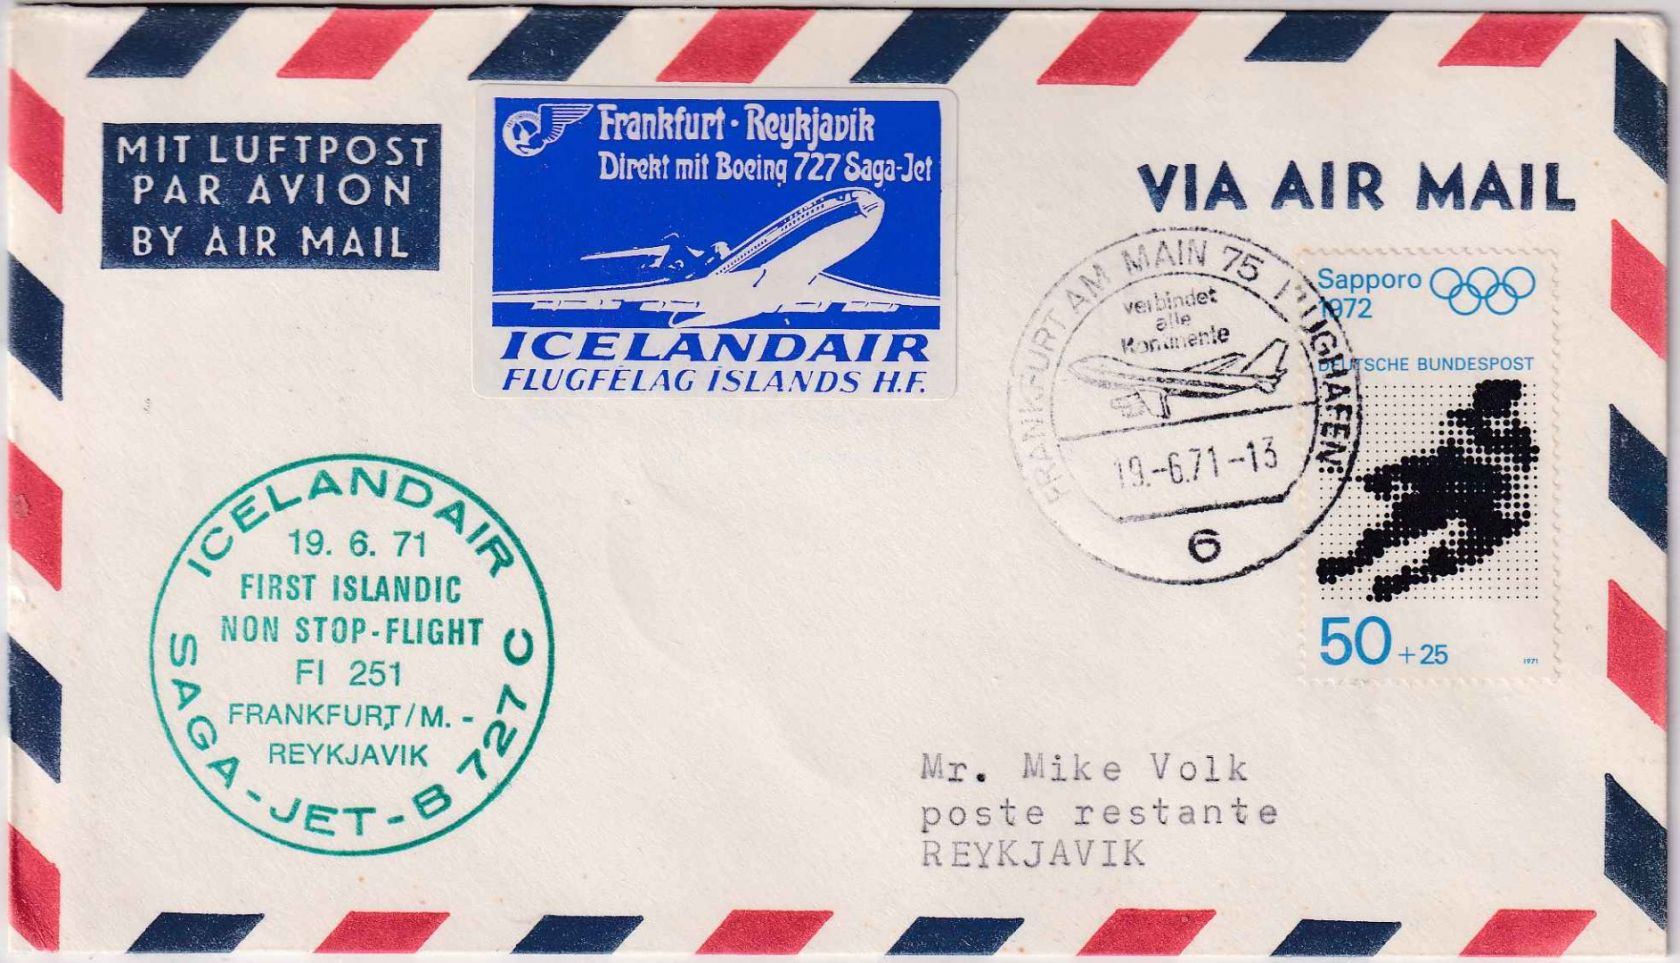 MIT LUFTPOST
PAR AVION
BY AIR MAIL
Frankfurt · Reykjavik
Direkt mit Boeing 727 Saga-Jet
ICELANDAIR
FLUGFÉLAG ÍSLANDS H.F.
VIA AIR MAIL
FRANKFURT AM MAIN 75 FLUGHAFEN
verbindet
alle
Kontinente
19.-6.71-13
6
Sapporo
1972
DEUTSCHE BUNDESPOST
50 +25
1971
ICELANDAIR
19. 6. 71
FIRST ISLANDIC
NON STOP-FLIGHT
FI 251
FRANKFURT/M. -
REYKJAVIK
SAGA-JET-B 727 C
Mr. Mike Volk
poste restante
REYKJAVIK